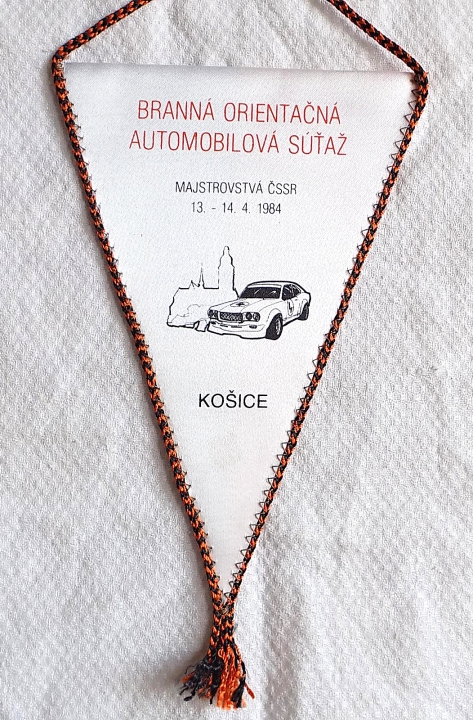 BRANNÁ ORIENTAČNÁ
AUTOMOBILOVÁ SÚŤAŽ
MAJSTROVSTVÁ ČSSR
13. - 14. 4. 1984
KOŠICE